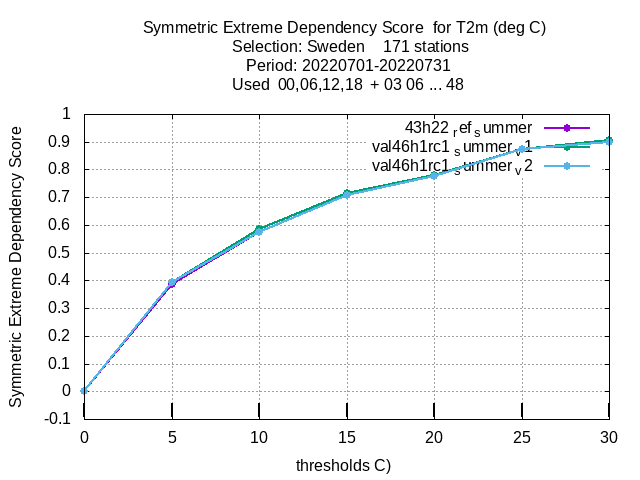 Symmetric Extreme Dependency Score  for T2m (deg C)
Selection: Sweden    171 stations
Period: 20220701-20220731
Used  00,06,12,18  + 03 06 ... 48
43h22 ref summer
val46h1rc1 summer v1
val46h1rc1 summer v2
Symmetric Extreme Dependency Score
1
0.9
0.8
0.7
0.6
0.5
0.4
0.3
0.2
0.1
0
-0.1
0 5 10 15 20 25 30
thresholds C)